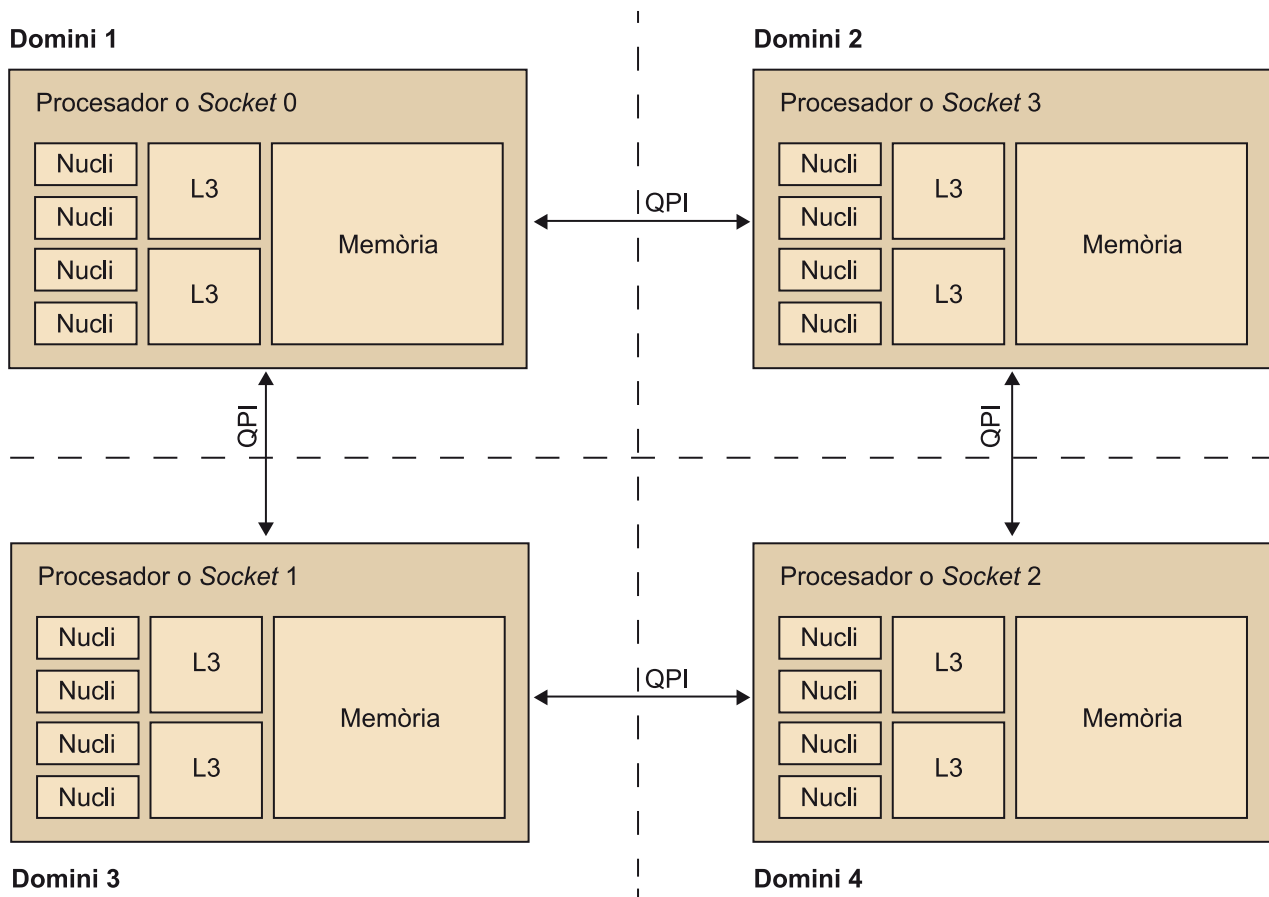 Domini 1
Procesador o Socket 0
Nucli
Nucli
Nucli
Nucli
L3
L3
Memòria
QPI
Domini 2
Procesador o Socket 3
Nucli
Nucli
Nucli
Nucli
L3
L3
Memòria
QPI
QPI
Procesador o Socket 1
Nucli
Nucli
Nucli
Nucli
L3
L3
Memòria
Domini 3
QPI
Procesador o Socket 2
Nucli
Nucli
Nucli
Nucli
L3
L3
Memòria
Domini 4